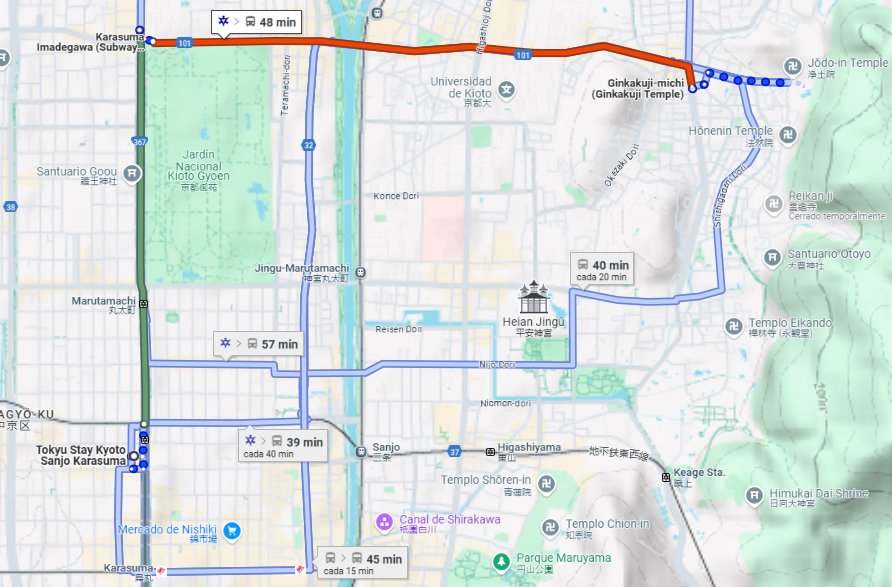 48 min
Karasuma
Imadegawa (Subway...
101
101
Higashioji Dori
Teramachi-dori
Universidad
de Kioto
京都大
Jōdo-in Temple
浄土院
Ginkakuji-michi
(Ginkakuji Temple)
Hōnenin Temple
法然院
367
32
Jardín
Nacional
Kioto Gyoen
京都御苑
Santuario Goou
護王神社
Okazaki Dori
Shishigadani Dori
38
Konoe Dori
Reikan-ji
霊鑑寺
Cerrado temporalmente
Santuario Otoyo
大豊神社
Jingu-Marutamachi
神宮丸太町
40 min
cada 20 min
Marutamachi
丸太町
Heian Jingū
平安神宮
Reisen Dori
Templo Eikando
禅林寺 (永観堂)
57 min
Nijo Dori
Niomon-dori
AGYO-KU
中京区
39 min
cada 40 min
Tokyu Stay Kyoto
Sanjo Karasuma
Sanjo
三条
37
Higashiyama
東山
地下鉄東西線
Keage Sta.
蹴上
Templo Shōren-in
青蓮院
Himukai Dai Shrine
日向大神宮
Mercado de Nishiki
錦市場
Canal de Shirakawa
祇園白川
Templo Chion-in
知恩院
45 min
cada 15 min
Parque Maruyama
円山公園
Karasuma
烏丸